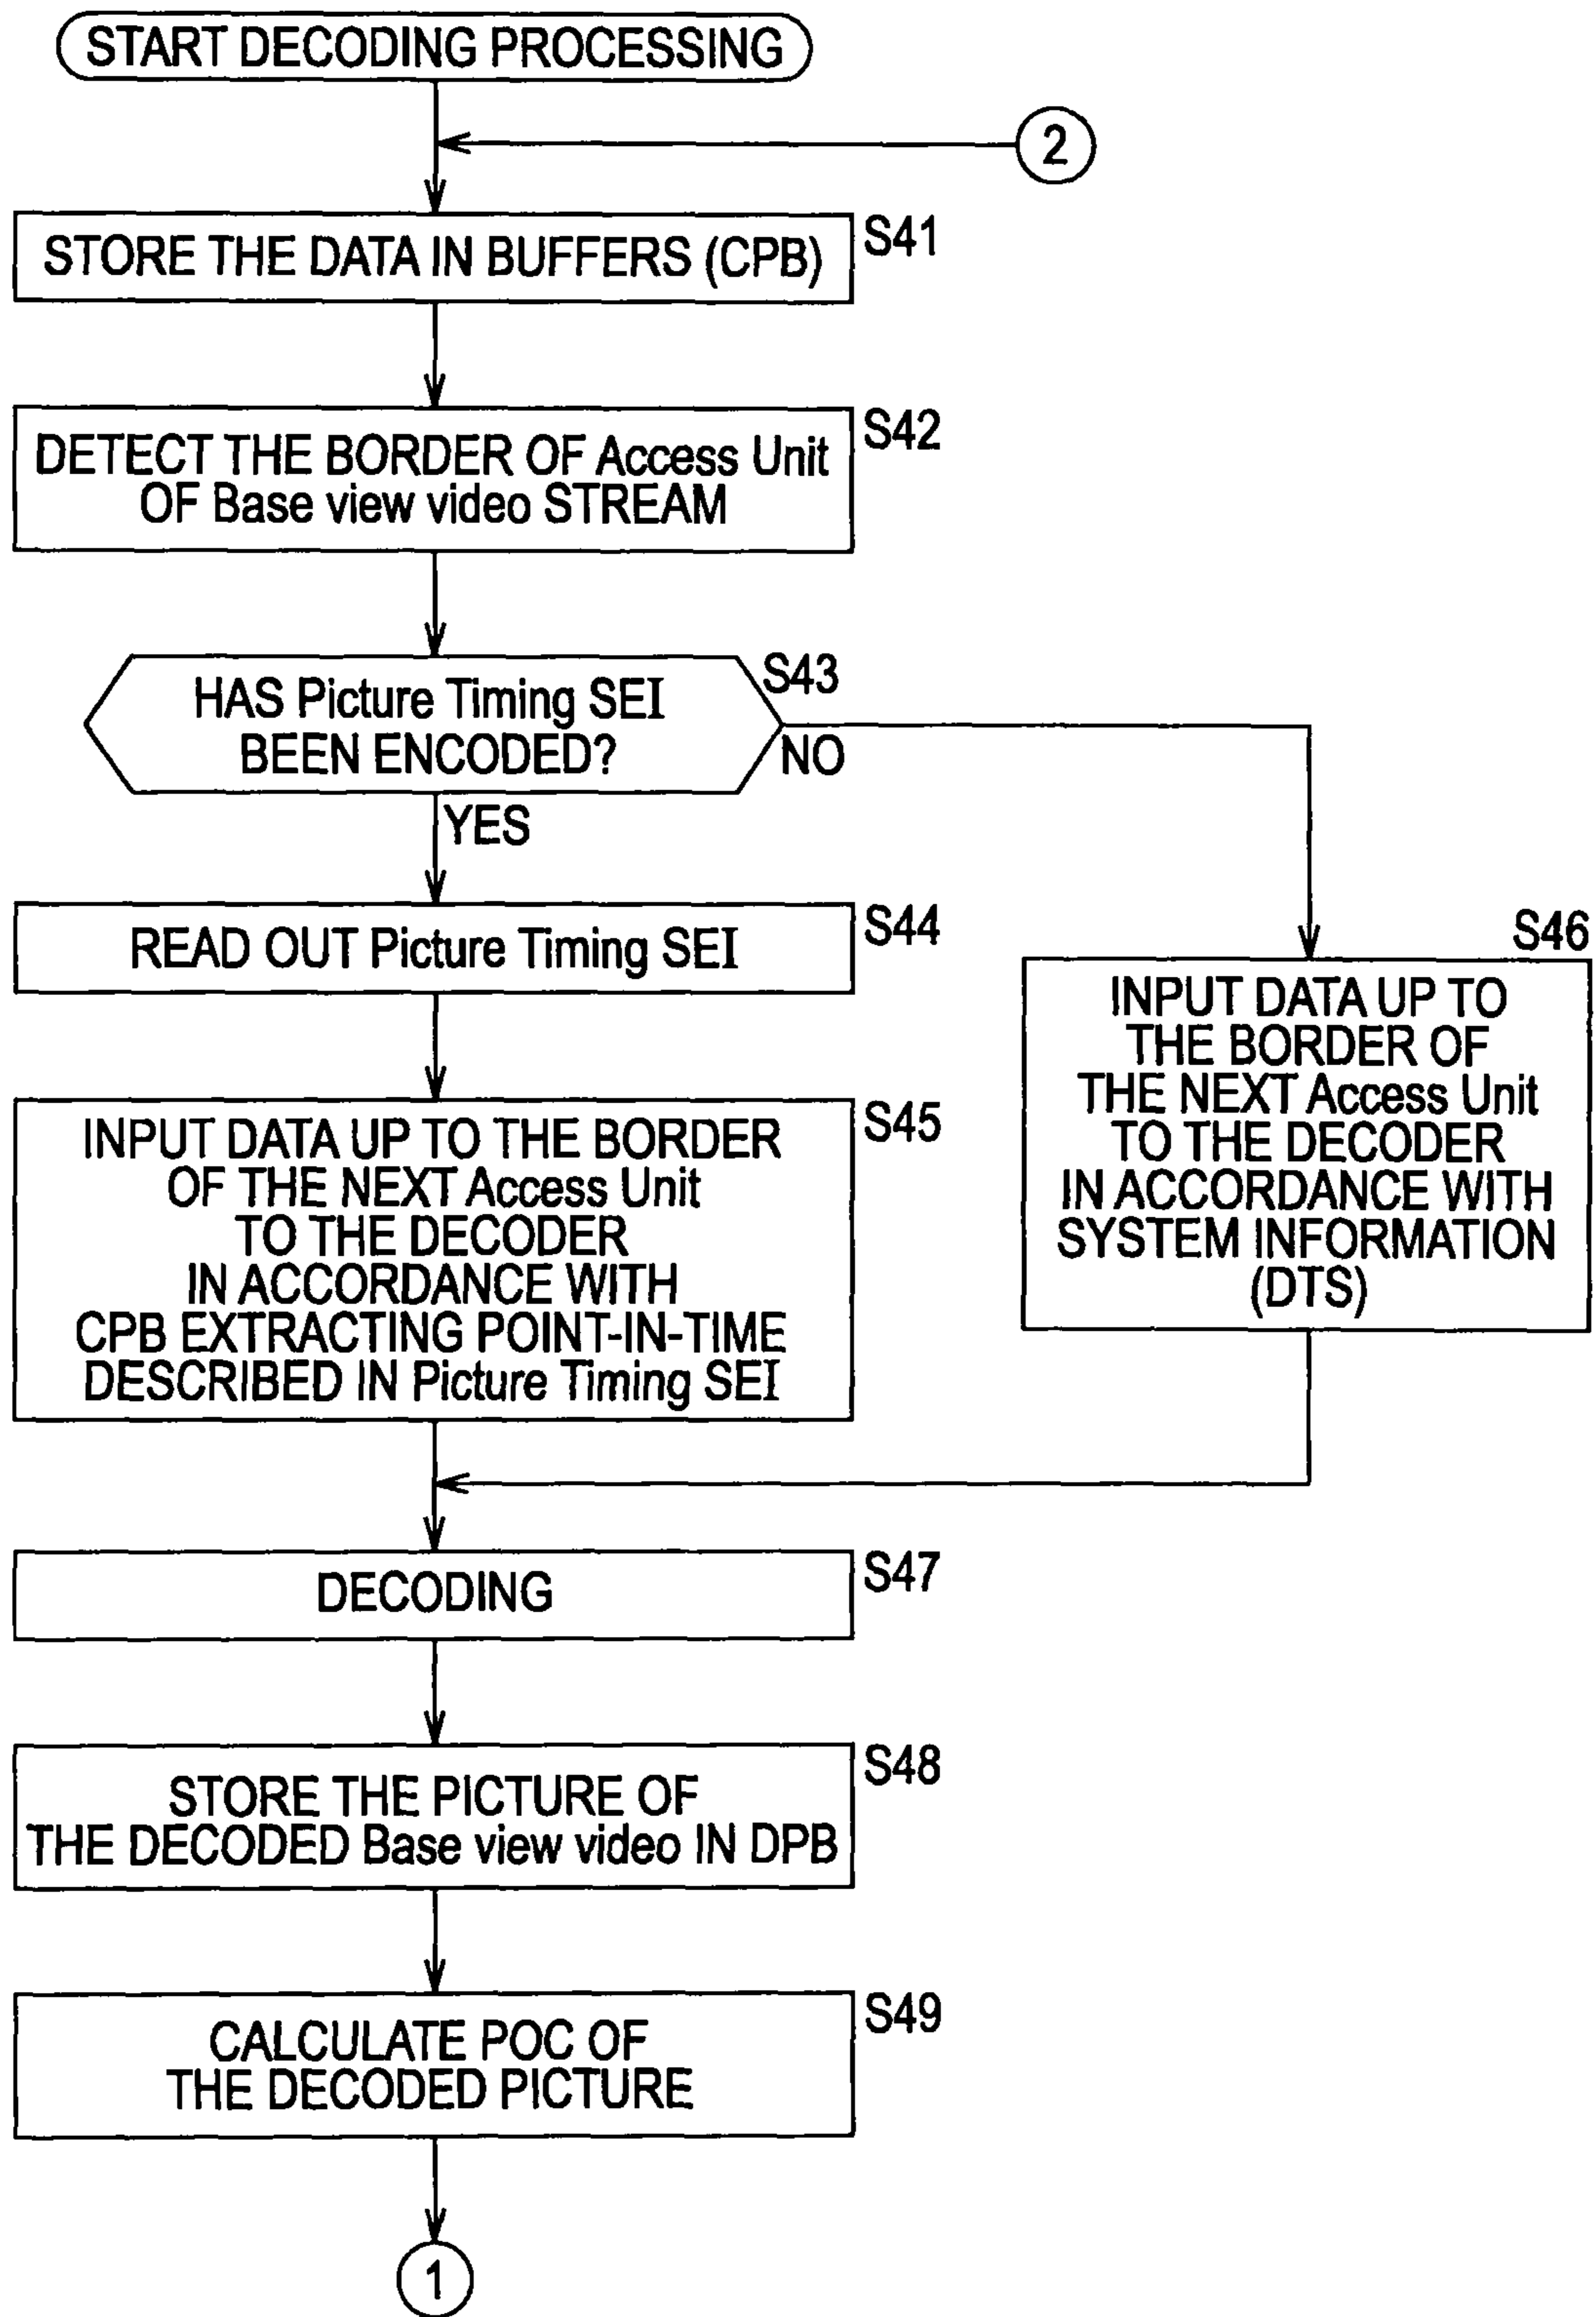 START DECODING PROCESSING
2
STORE THE DATA IN BUFFERS (CPB)
S41
DETECT THE BORDER OF Access Unit
OF Base view video STREAM
S42
HAS Picture Timing SEI
BEEN ENCODED?
S43
NO
YES
READ OUT Picture Timing SEI
S44
INPUT DATA UP TO THE BORDER
OF THE NEXT Access Unit
TO THE DECODER
IN ACCORDANCE WITH
CPB EXTRACTING POINT-IN-TIME
DESCRIBED IN Picture Timing SEI
S45
S46
INPUT DATA UP TO
THE BORDER OF
THE NEXT Access Unit
TO THE DECODER
IN ACCORDANCE WITH
SYSTEM INFORMATION
(DTS)
DECODING
S47
STORE THE PICTURE OF
THE DECODED Base view video IN DPB
S48
CALCULATE POC OF
THE DECODED PICTURE
S49
1